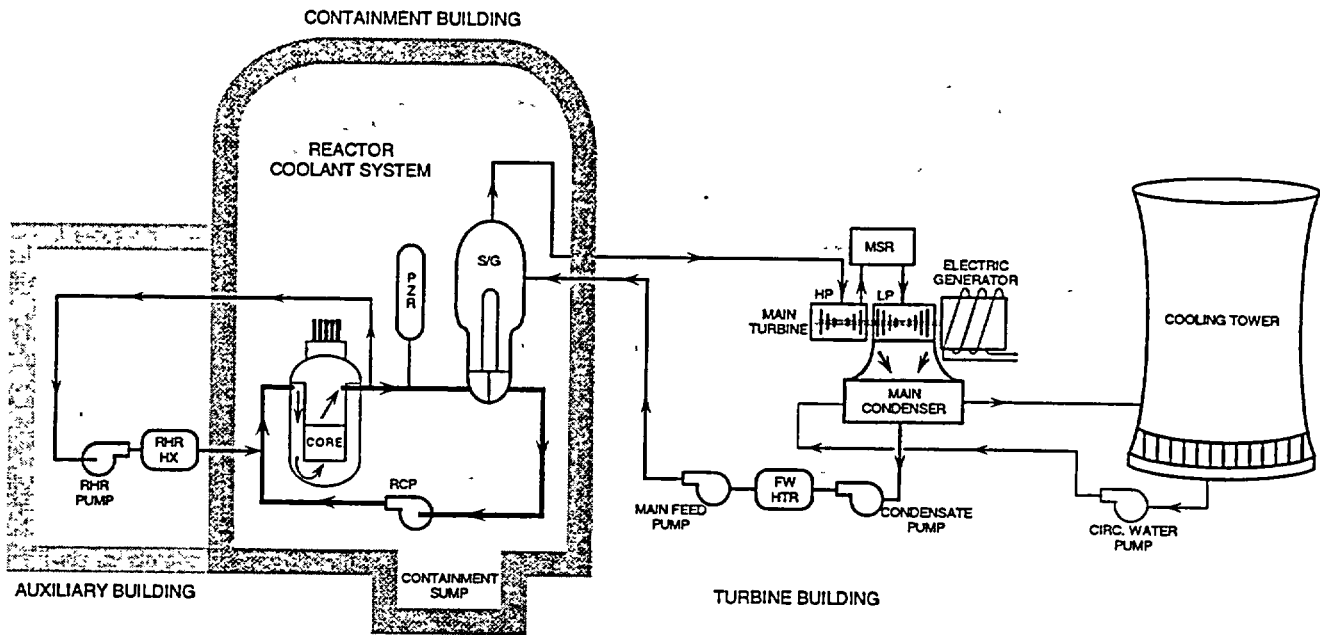 CONTAINMENT BUILDING
REACTOR
COOLANT SYSTEM
PZR
S/G
CORE
RHR
HX
RHR
PUMP
RCP
CONTAINMENT
SUMP
AUXILIARY BUILDING
MSR
HP
LP
MAIN
TURBINE
ELECTRIC
GENERATOR
MAIN
CONDENSER
COOLING TOWER
MAIN FEED
PUMP
FW
HTR
CONDENSATE
PUMP
CIRC. WATER
PUMP
TURBINE BUILDING